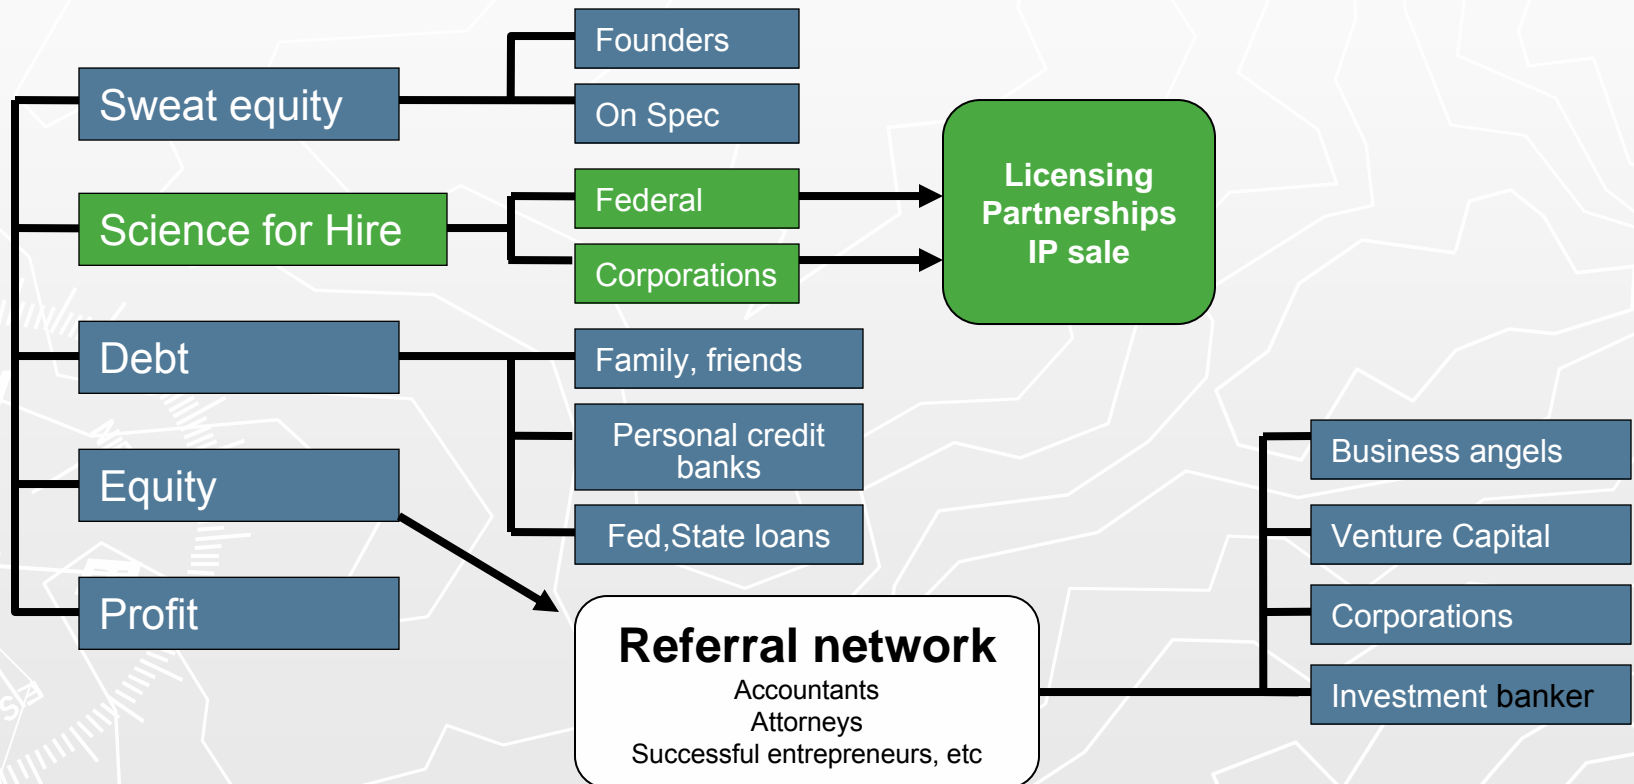 Founders
Sweat equity
On Spec
Licensing
Partnerships
IP sale
Federal
Science for Hire
Corporations
Debt
Family, friends
Personal credit
banks
Business angels
Equity
Fed,State loans
Venture Capital
Profit
Corporations
Referral network
Accountants
Attorneys
Successful entrepreneurs, etc
Investment banker